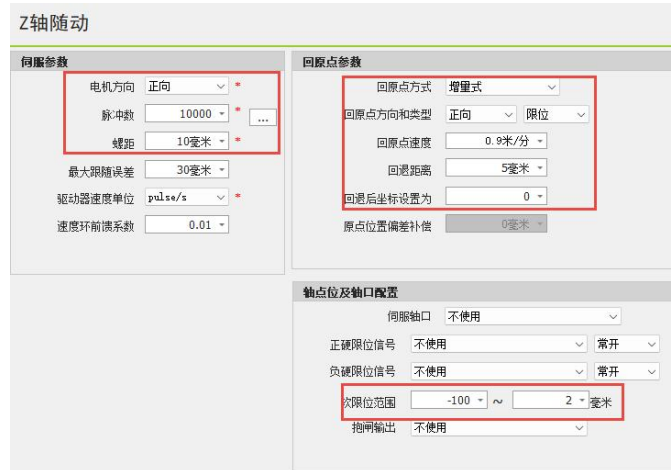 Z轴随动
伺服参数
电机方向 正向 *
脉冲数 10000 * ...
螺距 10毫米 *
最大跟随误差 30毫米
驱动器速度单位 pulse/s *
速度环前馈系数 0.01
回原点参数
回原点方式 增量式
回原点方向和类型 正向 限位
回原点速度 0.9米/分
回退距离 5毫米
回退后坐标设置为 0
原点位置偏差补偿 0毫米
轴点位及轴口配置
伺服轴口 不使用
正硬限位信号 不使用 常开
负硬限位信号 不使用 常开
软限位范围 -100 ~ 2 毫米
抱闸输出 不使用